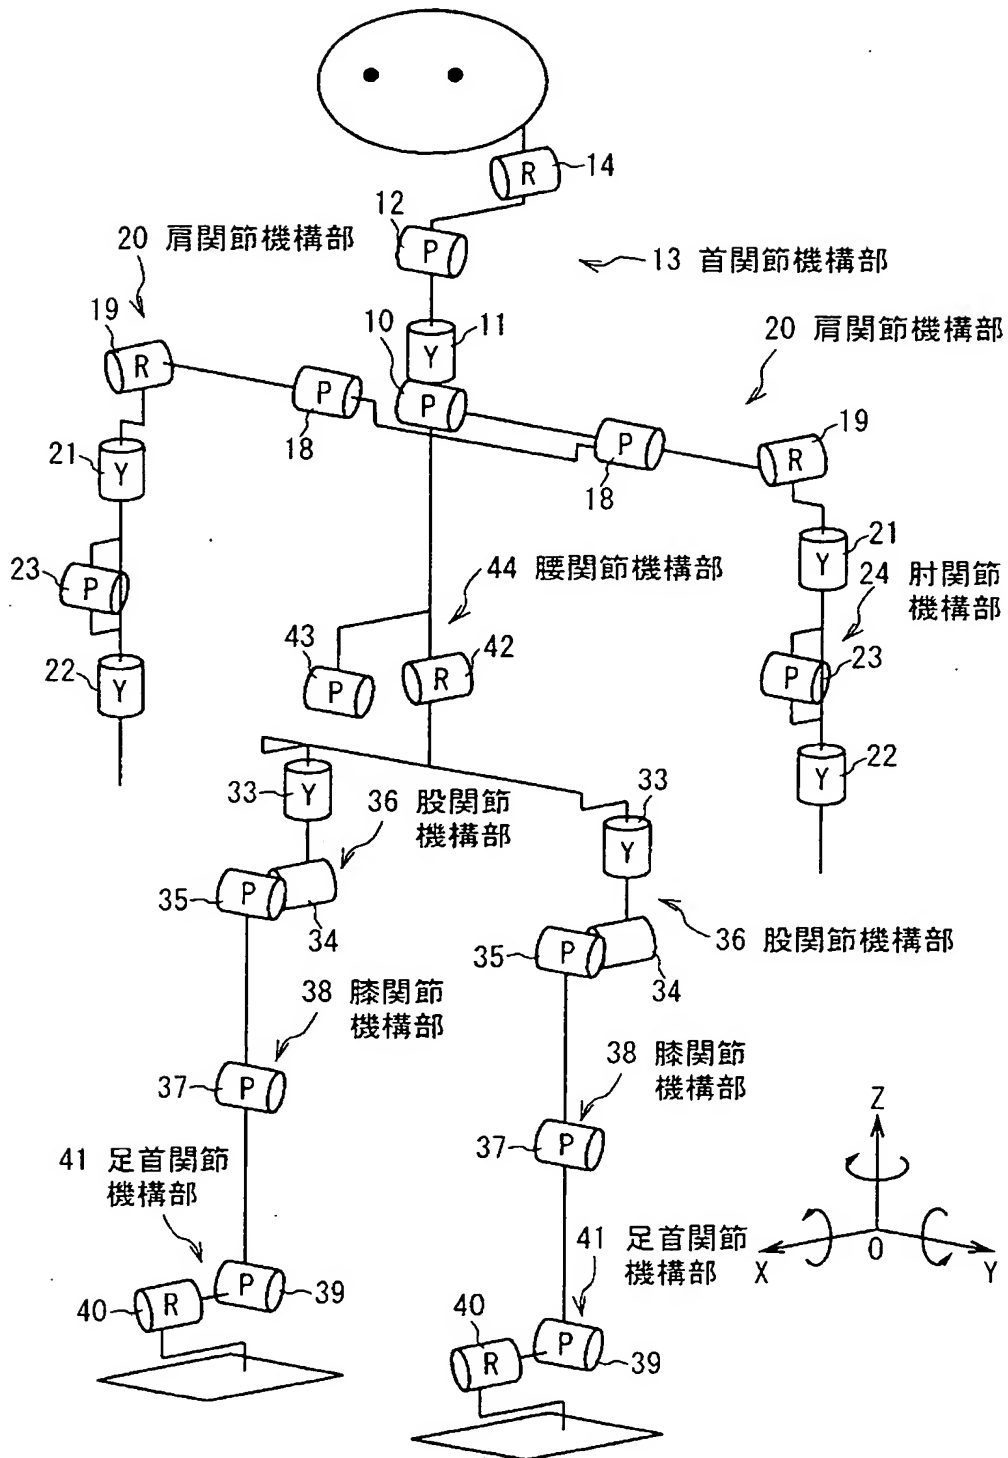 R
14
12
P
20 肩関節機構部
13 首関節機構部
19
10
11
Y
20 肩関節機構部
R
P
P
18
P
18
19
R
21
Y
21
Y
23
P
44 腰関節機構部
24 肘関節
機構部
43
P
42
R
22
Y
P
23
33
Y
36 股関節
機構部
33
Y
22
Y
35
P
34
36 股関節機構部
35
P
34
38 膝関節
機構部
37
P
38 膝関節
機構部
37
P
Z
O
X
Y
41 足首関節
機構部
41 足首関節
機構部
40
R
P
39
40
R
P
39